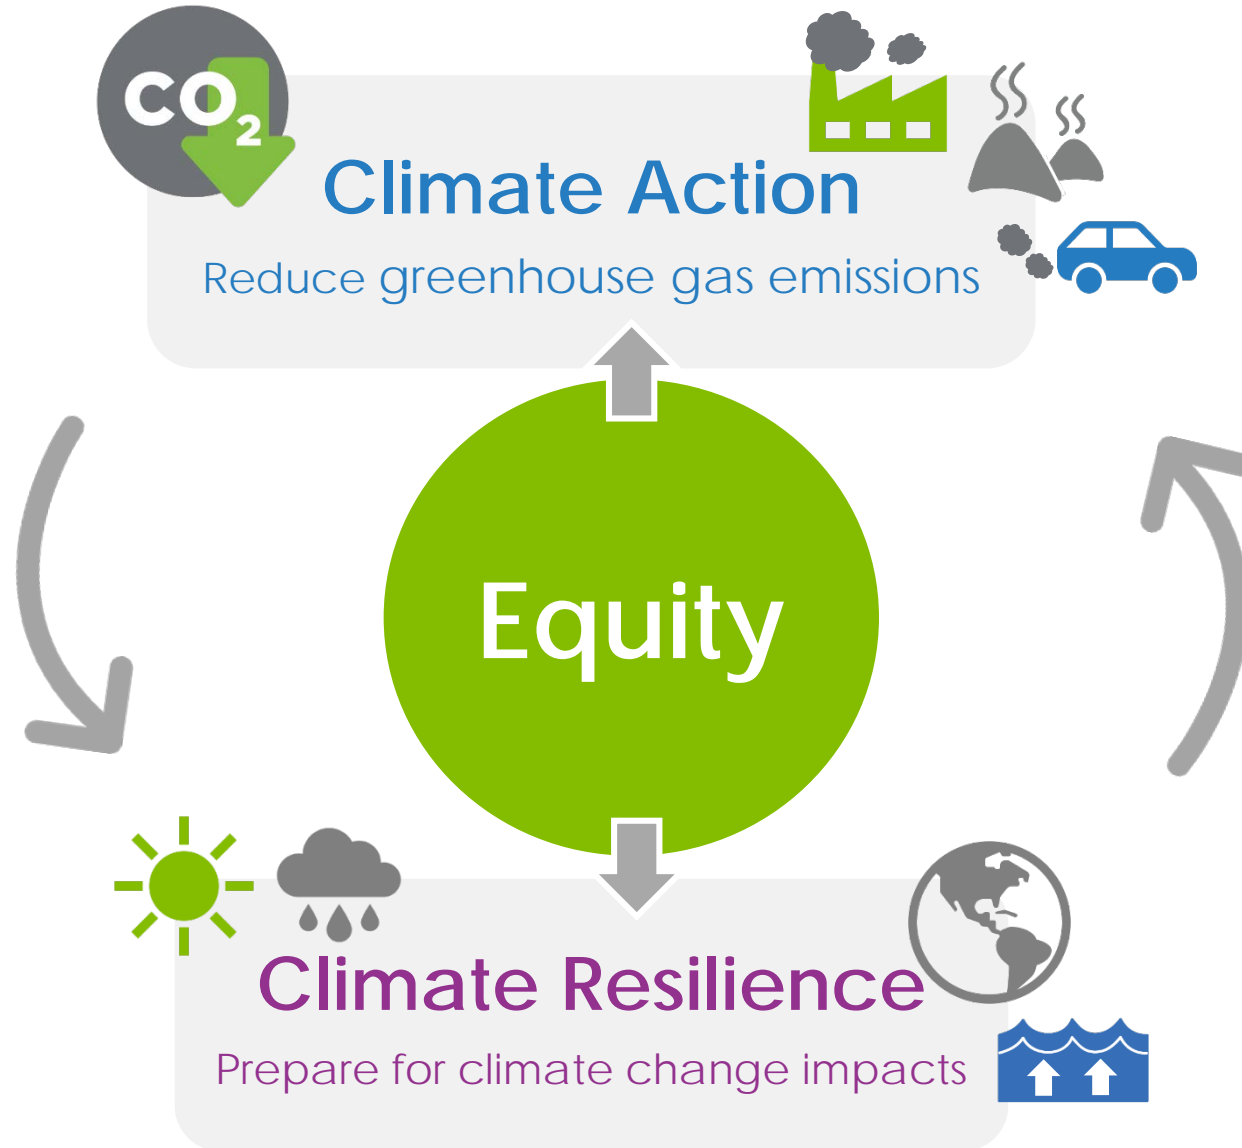 CO2
Climate Action
Reduce greenhouse gas emissions
Equity
Climate Resilience
Prepare for climate change impacts